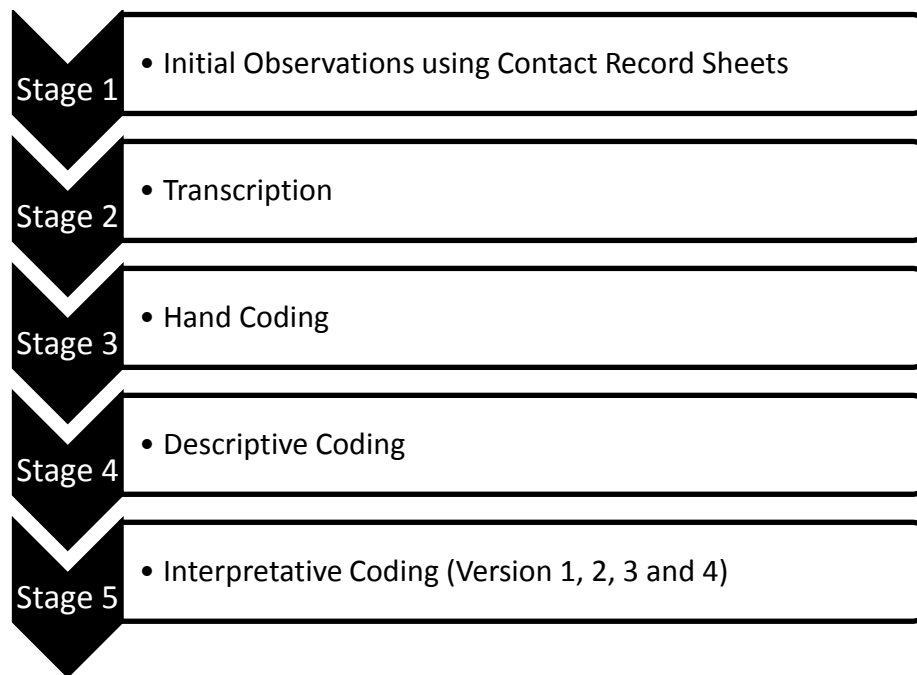 Stage 1
• Initial Observations using Contact Record Sheets
Stage 2
• Transcription
Stage 3
• Hand Coding
Stage 4
• Descriptive Coding
Stage 5
• Interpretative Coding (Version 1, 2, 3 and 4)